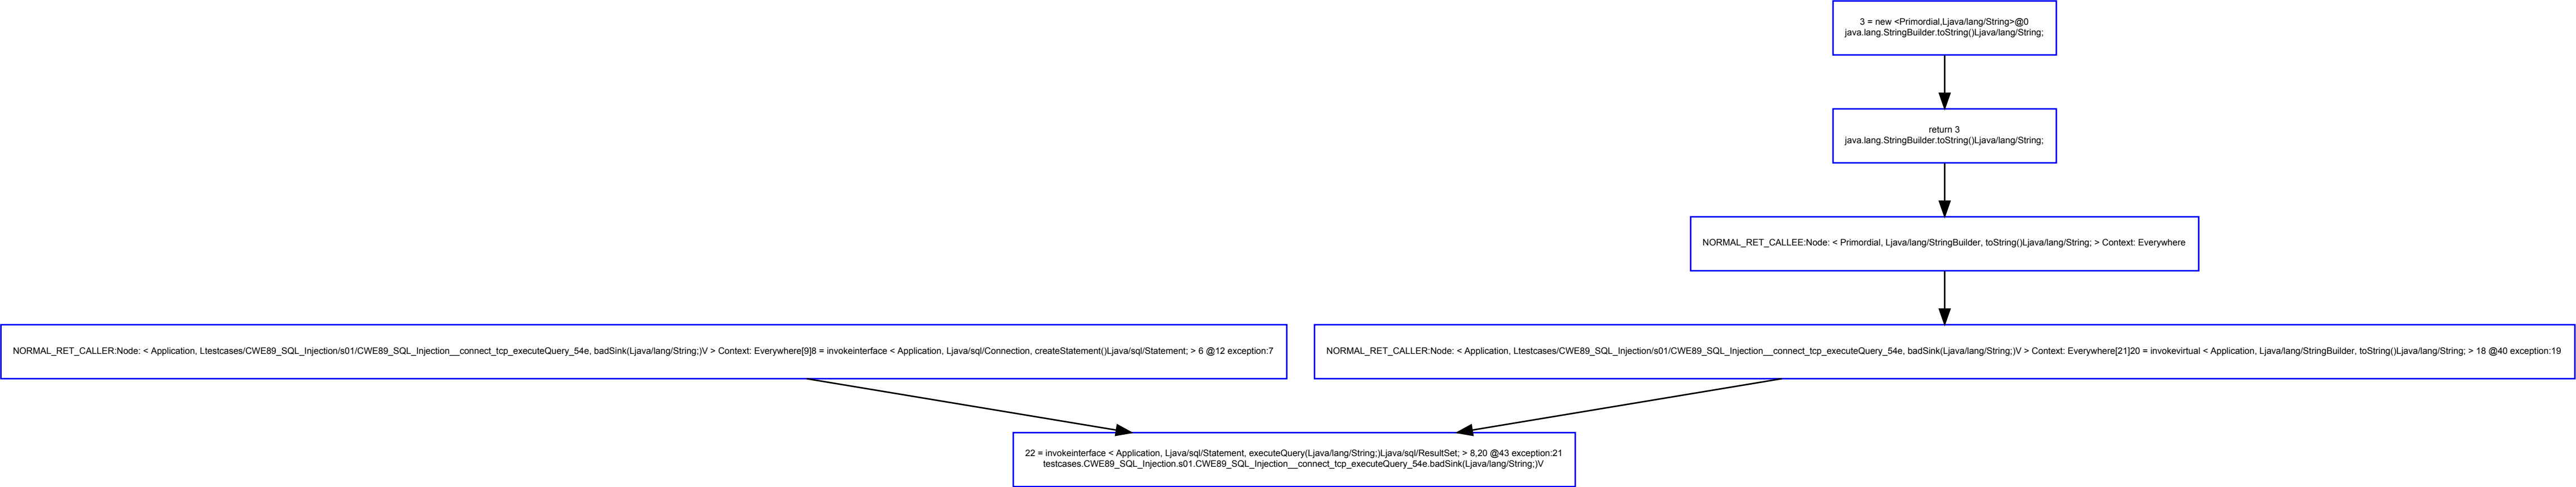 3 = new <Primordial,Ljava/lang/String>@0
java.lang.StringBuilder.toString()Ljava/lang/String;
return 3
java.lang.StringBuilder.toString()Ljava/lang/String;
NORMAL_RET_CALLEE:Node: < Primordial, Ljava/lang/StringBuilder, toString()Ljava/lang/String; > Context: Everywhere
NORMAL_RET_CALLER:Node: < Application, Ltestcases/CWE89_SQL_Injection/s01/CWE89_SQL_Injection__connect_tcp_executeQuery_54e, badSink(Ljava/lang/String;)V > Context: Everywhere[9]8 = invokeinterface < Application, Ljava/sql/Connection, createStatement()Ljava/sql/Statement; > 6 @12 exception:7
NORMAL_RET_CALLER:Node: < Application, Ltestcases/CWE89_SQL_Injection/s01/CWE89_SQL_Injection__connect_tcp_executeQuery_54e, badSink(Ljava/lang/String;)V > Context: Everywhere[21]20 = invokevirtual < Application, Ljava/lang/StringBuilder, toString()Ljava/lang/String; > 18 @40 exception:19
22 = invokeinterface < Application, Ljava/sql/Statement, executeQuery(Ljava/lang/String;)Ljava/sql/ResultSet; > 8,20 @43 exception:21
testcases.CWE89_SQL_Injection.s01.CWE89_SQL_Injection__connect_tcp_executeQuery_54e.badSink(Ljava/lang/String;)V